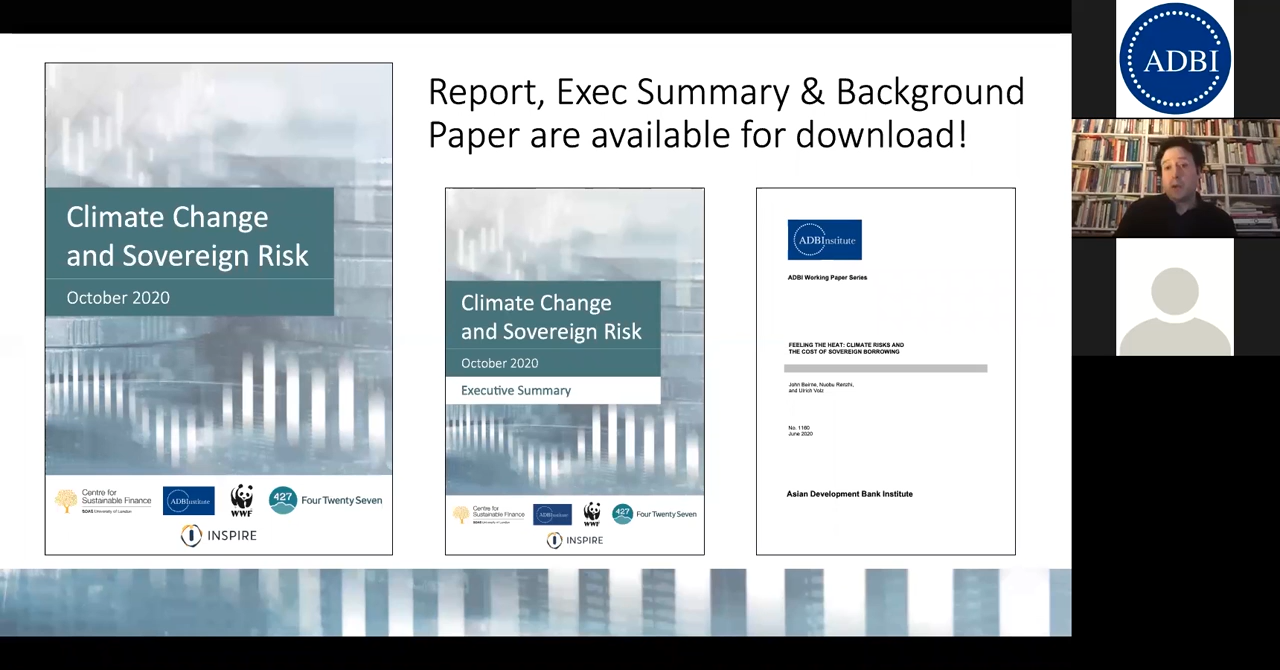 Report, Exec Summary & Background
Paper are available for download!
Climate Change
and Sovereign Risk
October 2020
Centre for
Sustainable Finance
SOAS University of London
ADBInstitute
WWF
427
Four Twenty Seven
INSPIRE
Climate Change
and Sovereign Risk
October 2020
Executive Summary
Centre for
Sustainable Finance
SOAS University of London
ADBInstitute
WWF
427
Four Twenty Seven
INSPIRE
ADBInstitute
ADBI Working Paper Series
FEELING THE HEAT: CLIMATE RISKS AND
THE COST OF SOVEREIGN BORROWING
John Beirne, Nuobu Renzhi,
and Ulrich Volz
No. 1160
June 2020
Asian Development Bank Institute
ADBI